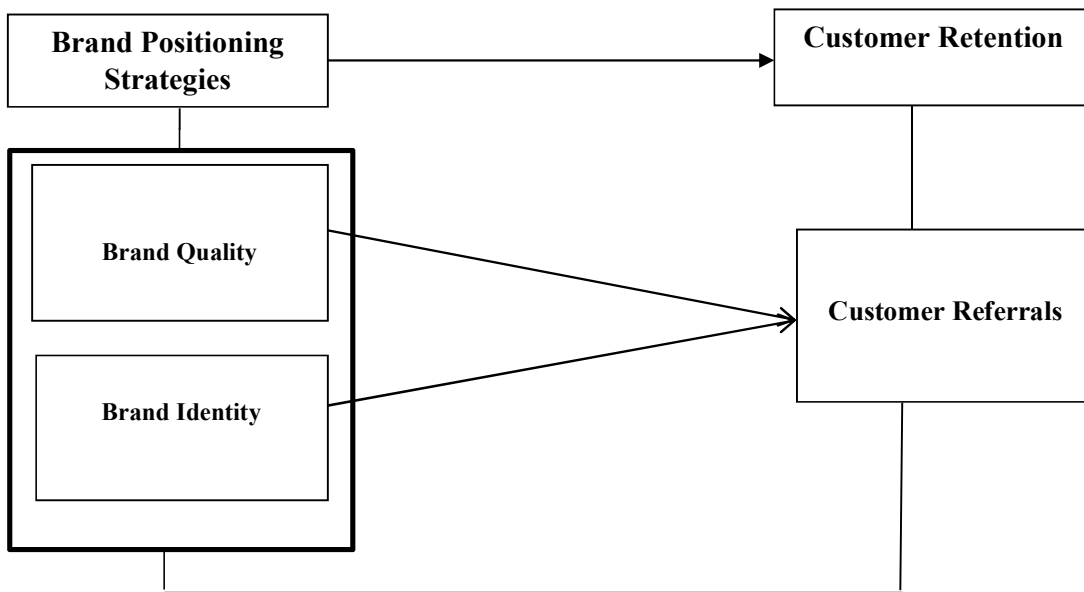 Brand Positioning
Strategies
Customer Retention
Brand Quality
Customer Referrals
Brand Identity